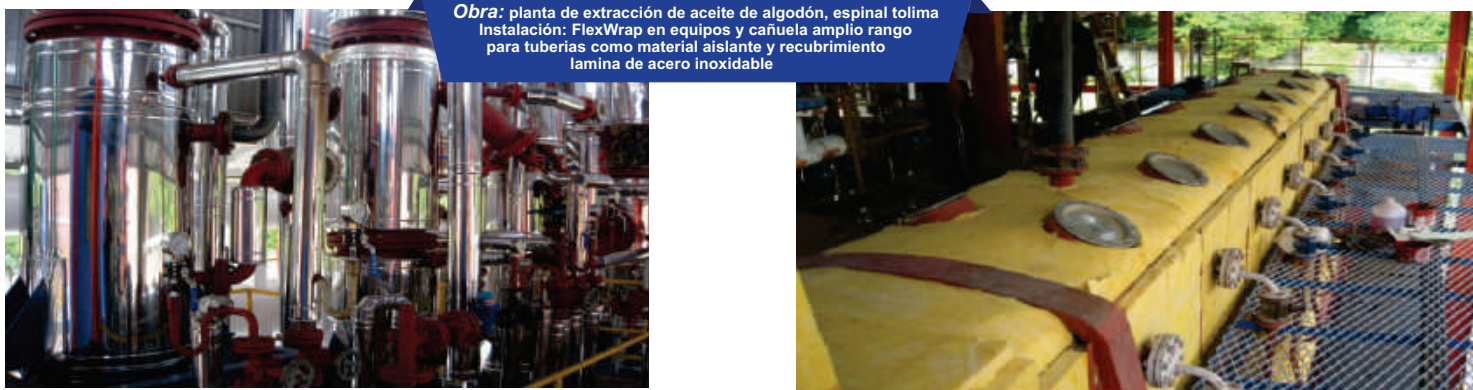 Obra: planta de extracción de aceite de algodón, espinal tolima
Instalación: FlexWrap en equipos y cañuela amplio rango
para tuberias como material aislante y recubrimiento
lamina de acero inoxidable